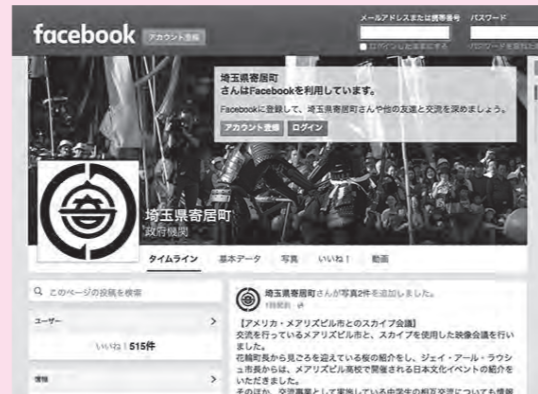 facebook
アカウント登録
メールアドレスまたは携帯番号 パスワード
埼玉県寄居町
さんはFacebookを利用しています。
Facebookに登録して、埼玉県寄居町さんや他の友達と交流を深めましょう。
アカウント登録 ログイン
埼玉県寄居町
政府機関
タイムライン 基本データ 写真 いいね! 動画
このページの投稿を検索
ユーザー
いいね!515件
情報
埼玉県寄居町さんが写真2件を追加しました。
【アメリカ・メアリズビル市とのスカイプ会議】
交流を行っているメアリズビル市と、スカイプを使用した映像会議を行い
ました。
花輪町長から見ごろを迎えている桜の紹介をし、ジェイ・アール・ラウシ
ュ市長からは、メアリズビル高校で開催される日本文化イベントの紹介を
いただきました。
そのほか、交流事業として実施している中学生の相互交流についても情報